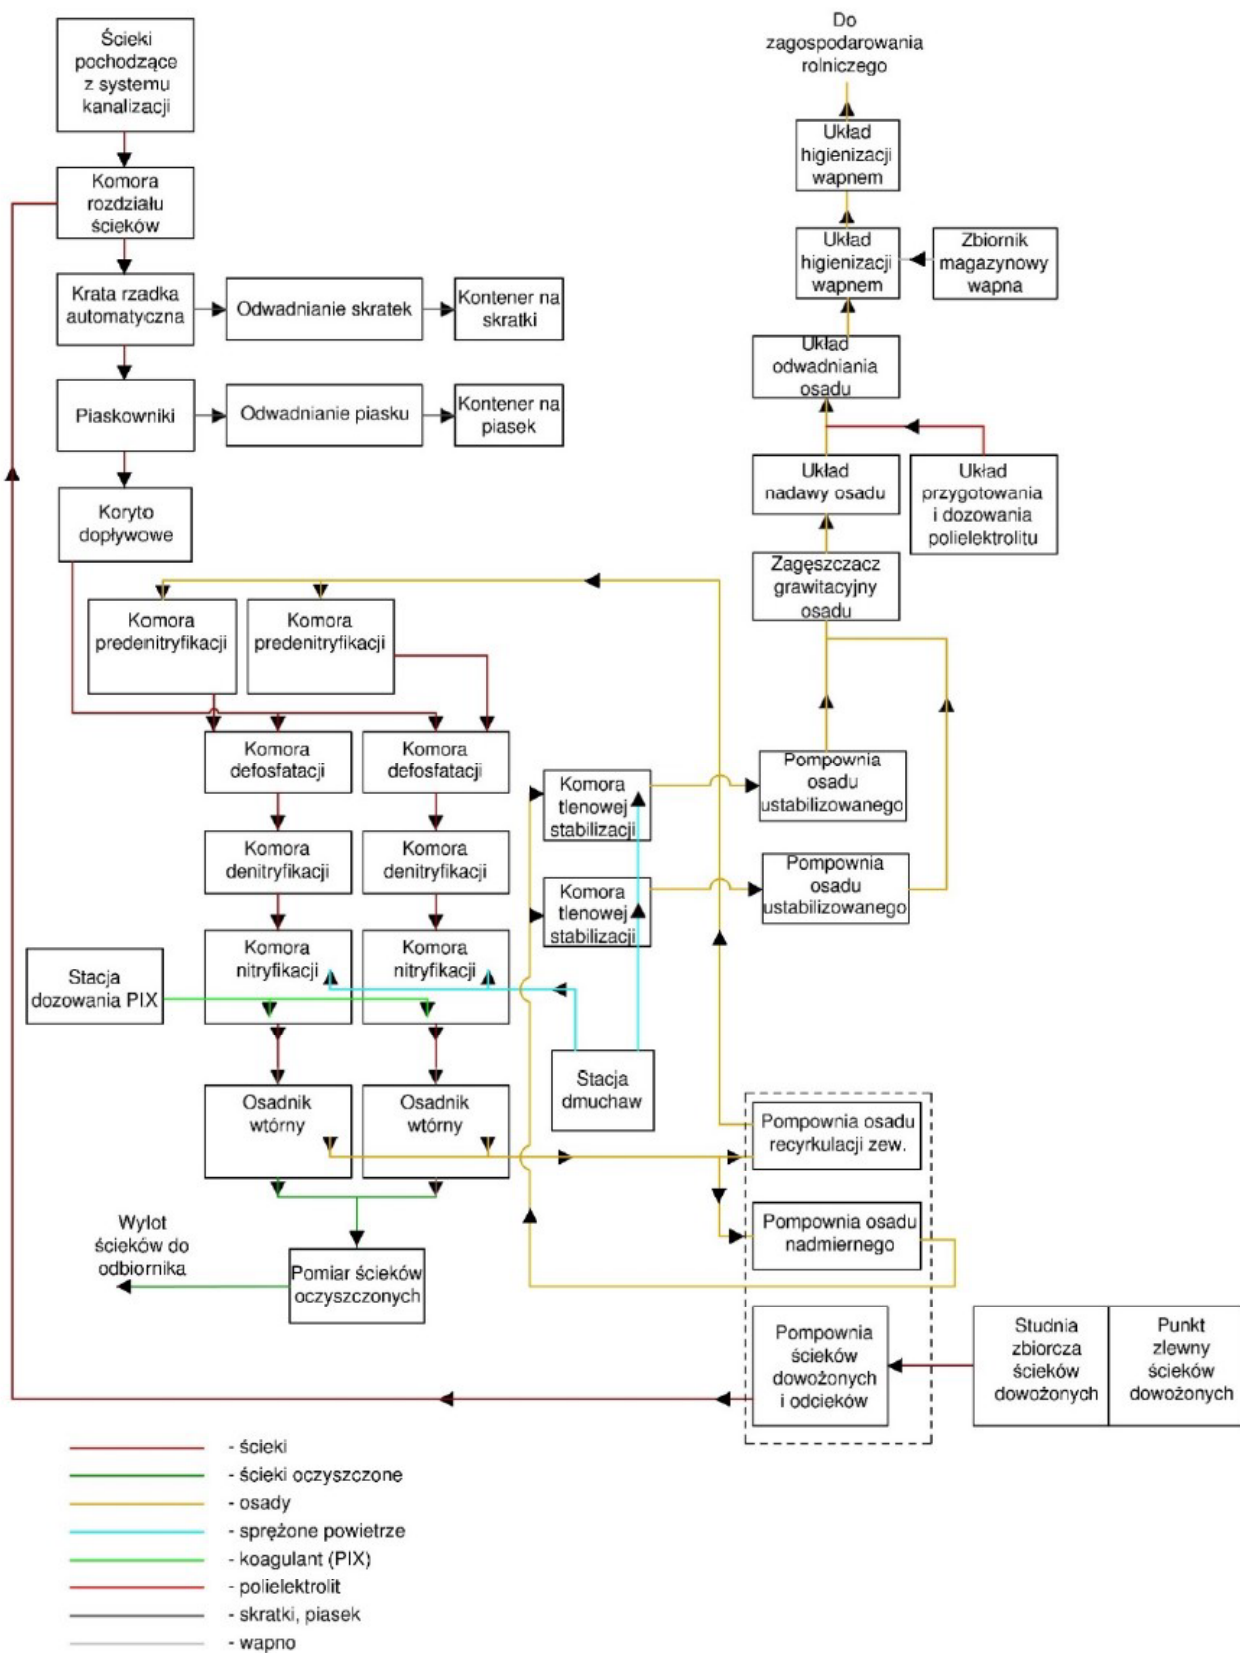 Ścieki
pochodzące
z systemu
kanalizacji
Komora
rozdziału
ścieków
Krata rzadka
automatyczna
Odwadnianie skratek
Kontener na
skratki
Piaskowniki
Odwadnianie piasku
Kontener na
piasek
Koryto
dopływowe
Komora
predenitryfikacji
Komora
predenitryfikacji
Komora
defosfatacji
Komora
defosfatacji
Komora
denitryfikacji
Komora
denitryfikacji
Komora
nitryfikacji
Komora
nitryfikacji
Stacja
dozowania PIX
Osadnik
wtórny
Osadnik
wtórny
Wylot
ścieków do
odbiornika
Pomiar ścieków
oczyszczonych
Do
zagospodarowania
rolniczego
Układ
higienizacji
wapnem
Układ
higienizacji
wapnem
Zbiornik
magazynowy
wapna
Układ
odwadniania
osadu
Układ
nadawy osadu
Układ
przygotowania
i dozowania
polielektrolitu
Zagęszczacz
grawitacyjny
osadu
Komora
tlenowej
stabilizacji
Pompownia
osadu
ustabilizowanego
Komora
tlenowej
stabilizacji
Pompownia
osadu
ustabilizowanego
Stacja
dmuchaw
Pompownia osadu
recyrkulacji zew.
Pompownia osadu
nadmiernego
Pompownia
ścieków
dowożonych
i odcieków
Studnia
zbiorcza
ścieków
dowożonych
Punkt
zlewny
ścieków
dowożonych
- ścieki
- ścieki oczyszczone
- osady
- sprężone powietrze
- koagulant (PIX)
- polielektrolit
- skratki, piasek
- wapno